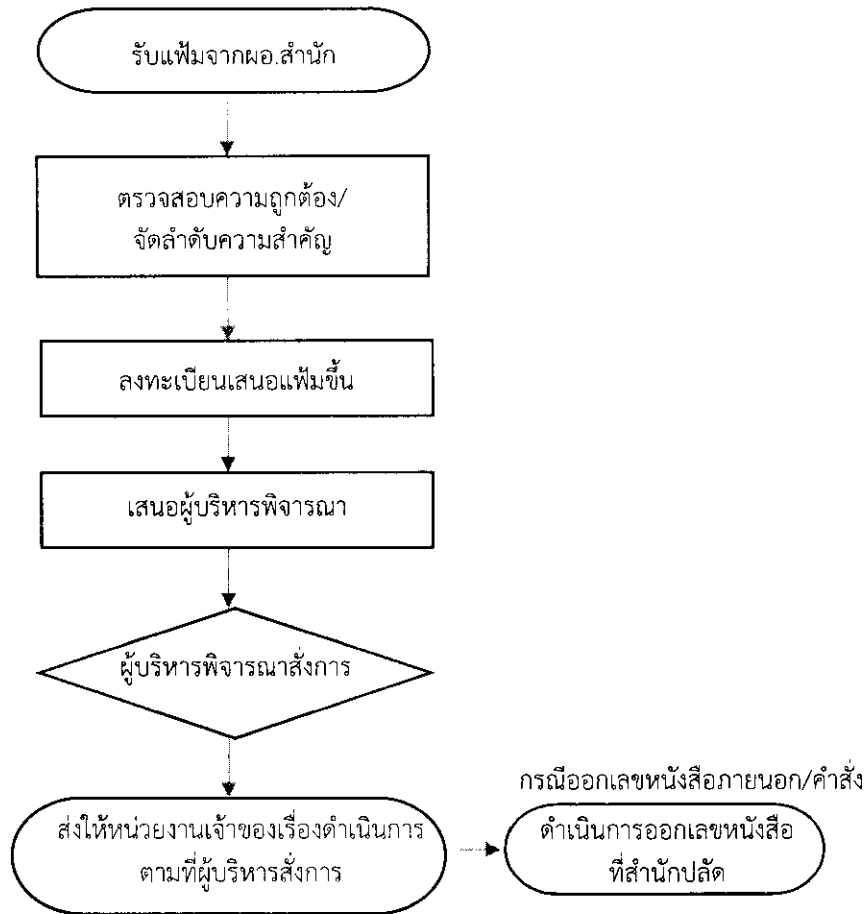 รับแฟ้มจากผอ.สำนัก
ตรวจสอบความถูกต้อง/
จัดลำดับความสำคัญ
ลงทะเบียนเสนอแฟ้มขึ้น
เสนอผู้บริหารพิจารณา
ผู้บริหารพิจารณาสั่งการ
ส่งให้หน่วยงานเจ้าของเรื่องดำเนินการ
ตามที่ผู้บริหารสั่งการ
กรณีออกเลขหนังสือภายนอก/คำสั่ง
ดำเนินการออกเลขหนังสือ
ที่สำนักปลัด